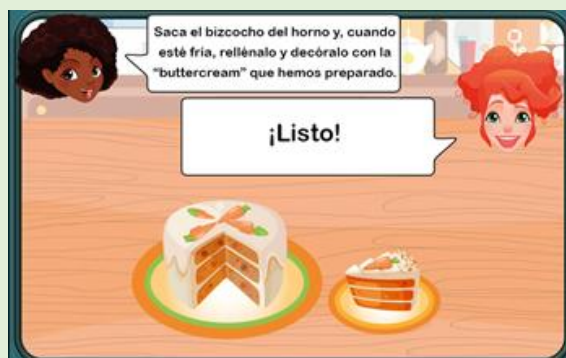 Saca el bizcocho del horno y, cuando
esté fría, rellénalo y decóralo con la
"buttercream" que hemos preparado.
¡Listo!